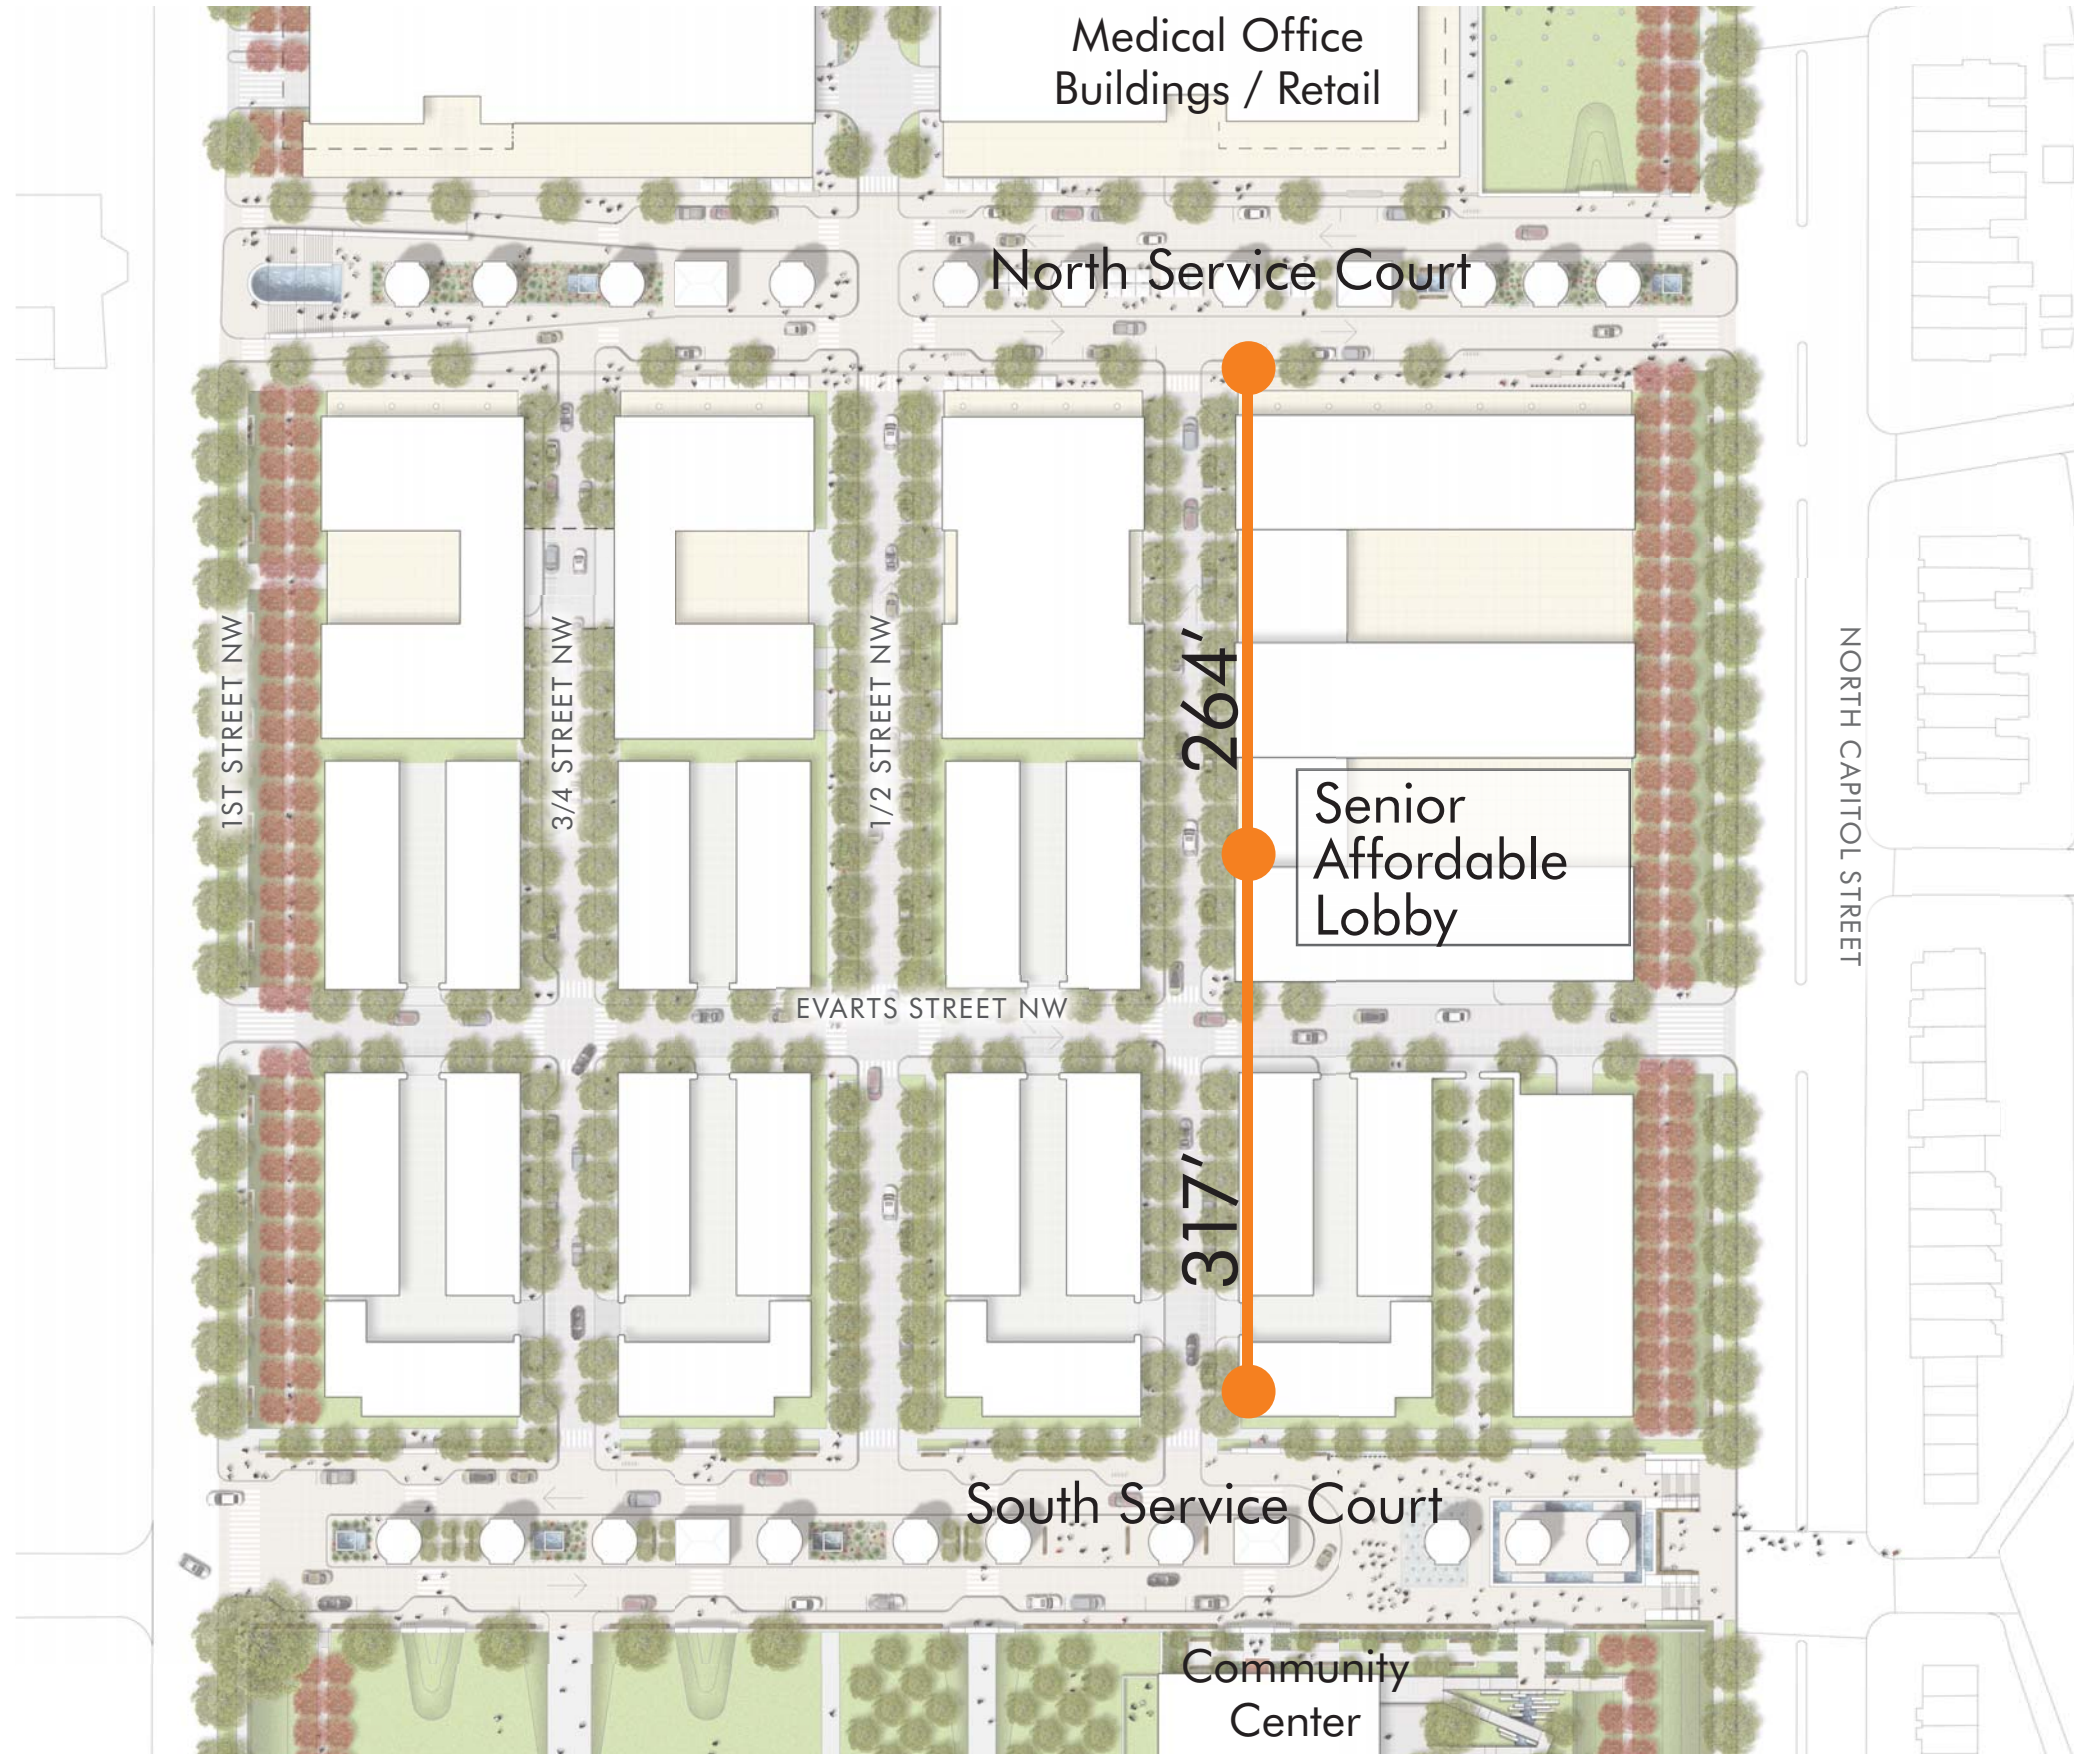 Medical Office
Buildings / Retail
North Service Court
1ST STREET NW
3/4 STREET NW
1/2 STREET NW
264’
NORTH CAPITOL STREET
Senior
Affordable
Lobby
EVARTS STREET NW
317’
South Service Court
Community
Center